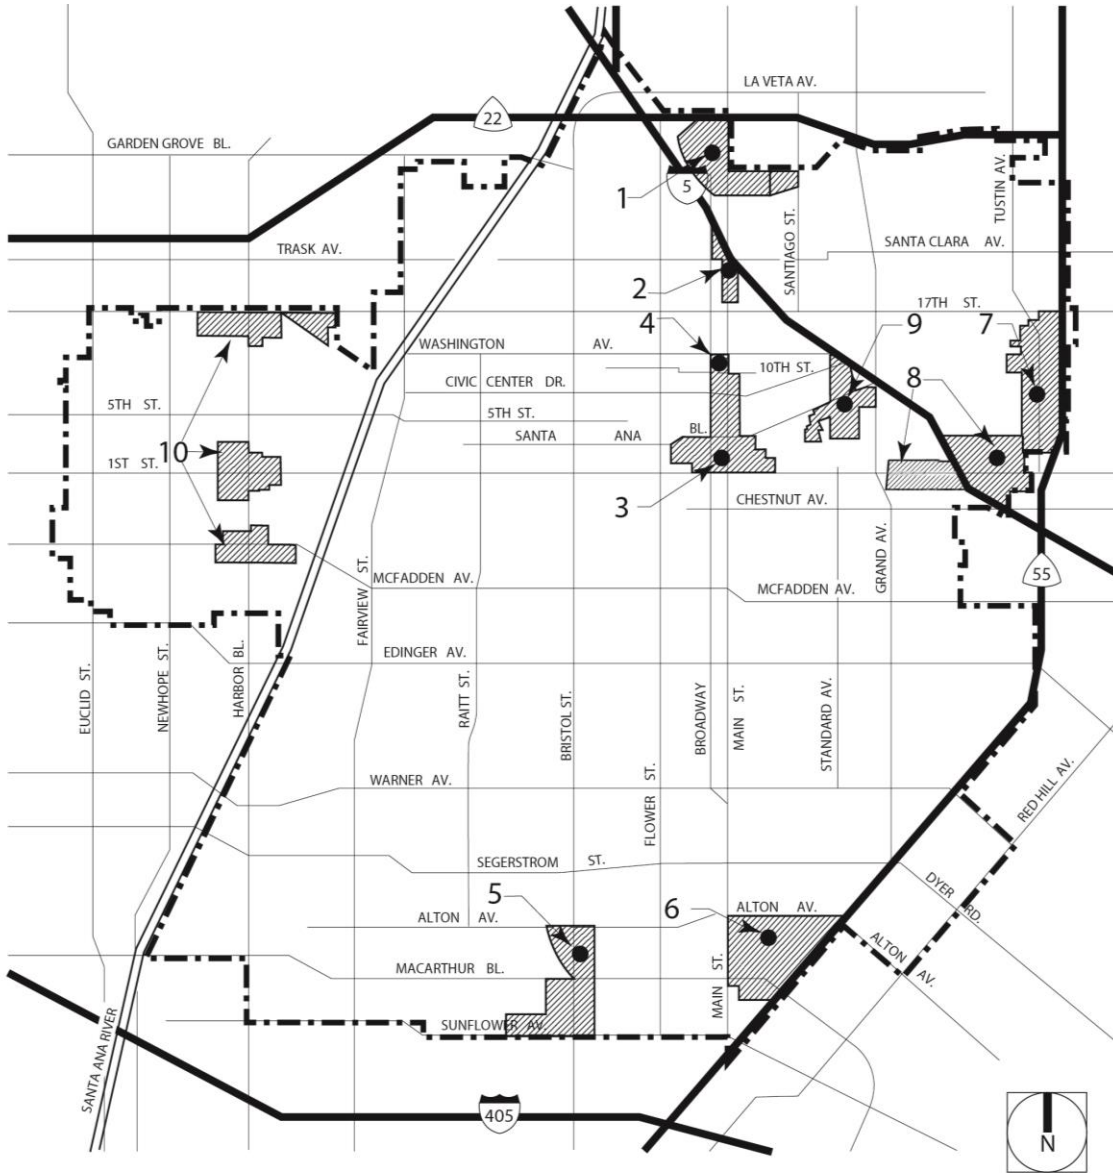 LA VETA AV.
22
GARDEN GROVE BL.
1
5
TUSTIN AV.
SANTIAGO ST.
TRASK AV.
SANTA CLARA AV.
2
17TH ST.
4
9
7
WASHINGTON AV.
10TH ST.
CIVIC CENTER DR.
8
5TH ST.
5TH ST.
SANTA ANA BL.
10
1ST ST.
3
CHESTNUT AV.
GRAND AV.
FAIRVIEW ST.
MCFADDEN AV.
MCFADDEN AV.
55
EDINGER AV.
EUCLID ST.
NEWHOPE ST.
HARBOR BL.
RAITT ST.
BRISTOL ST.
BROADWAY
MAIN ST.
STANDARD AV.
FLOWER ST.
WARNER AV.
RED HILL AV.
SEGERSTROM ST.
DYER RD.
5
6
ALTON AV.
ALTON AV.
ALTON AV.
MACARTHUR BL.
MAIN ST.
SUNFLOWER AV.
SANTA ANA RIVER
405
N